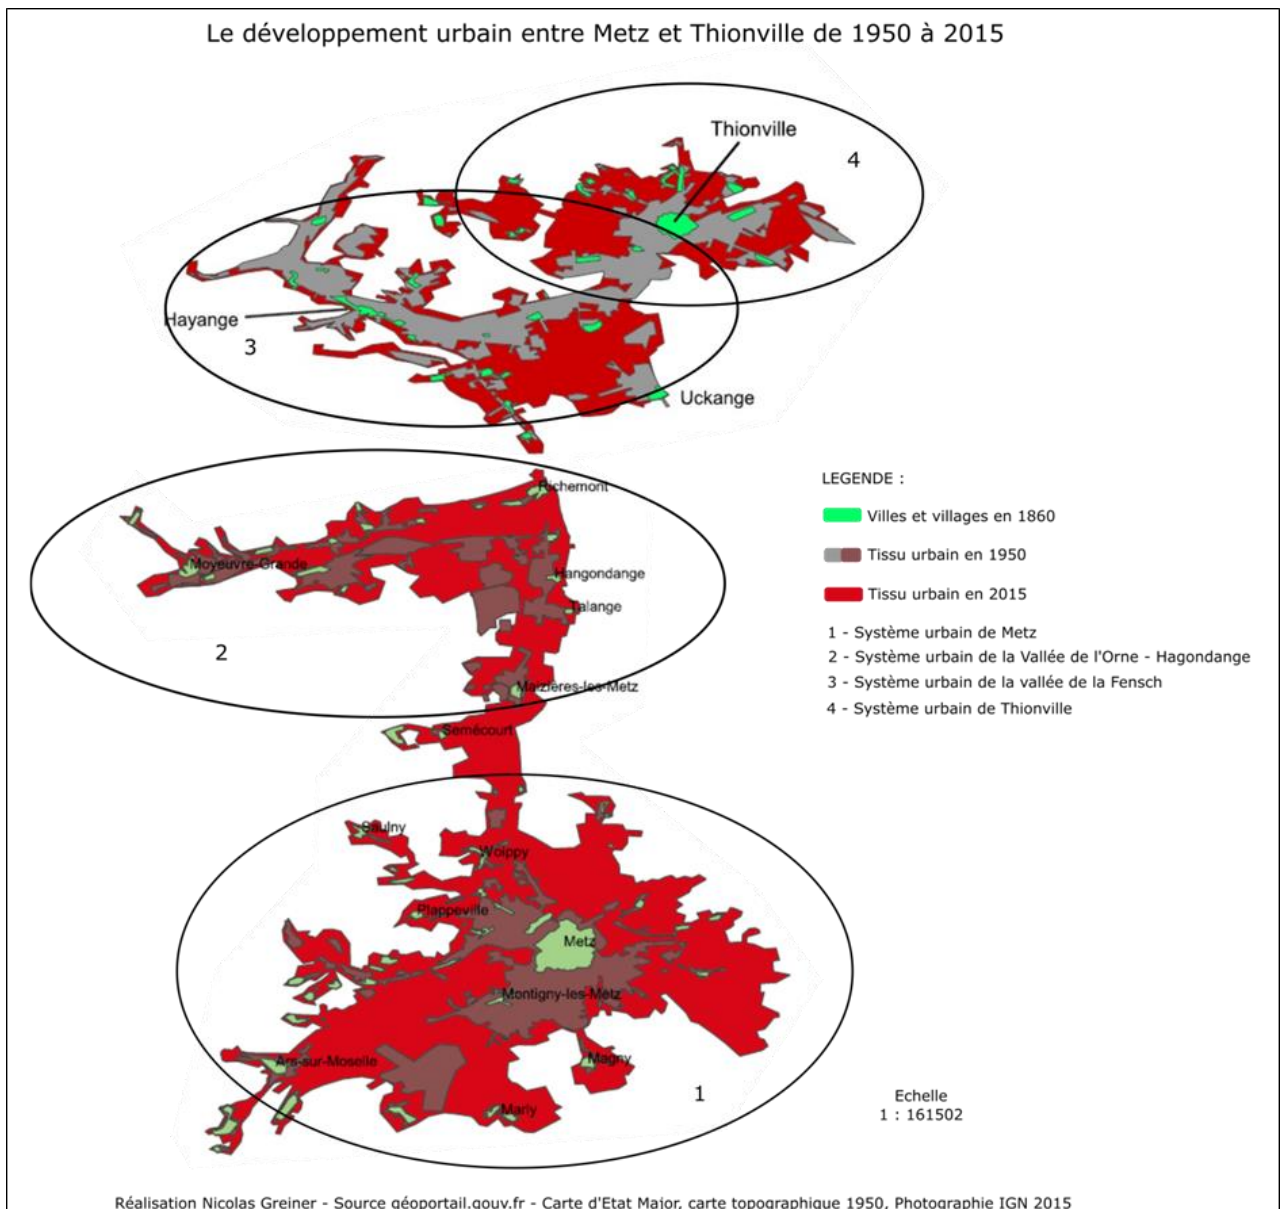 Le développement urbain entre Metz et Thionville de 1950 à 2015
Thionville
4
Hayange
3
Uckange
LEGENDE :
Villes et villages en 1860
Tissu urbain en 1950
Tissu urbain en 2015
1 - Système urbain de Metz
2 - Système urbain de la Vallée de l'Orne - Hagondange
3 - Système urbain de la vallée de la Fensch
4 - Système urbain de Thionville
Richemont
Moyeuvre-Grande
Hangondange
Talange
2
Maizières-les-Metz
Semécourt
Saulny
Woippy
Plappeville
Metz
Montigny-les-Metz
Ars-sur-Moselle
Magny
Marly
1
Echelle
1 : 161502
Réalisation Nicolas Greiner - Source géoportail.gouv.fr - Carte d'Etat Major, carte topographique 1950, Photographie IGN 2015